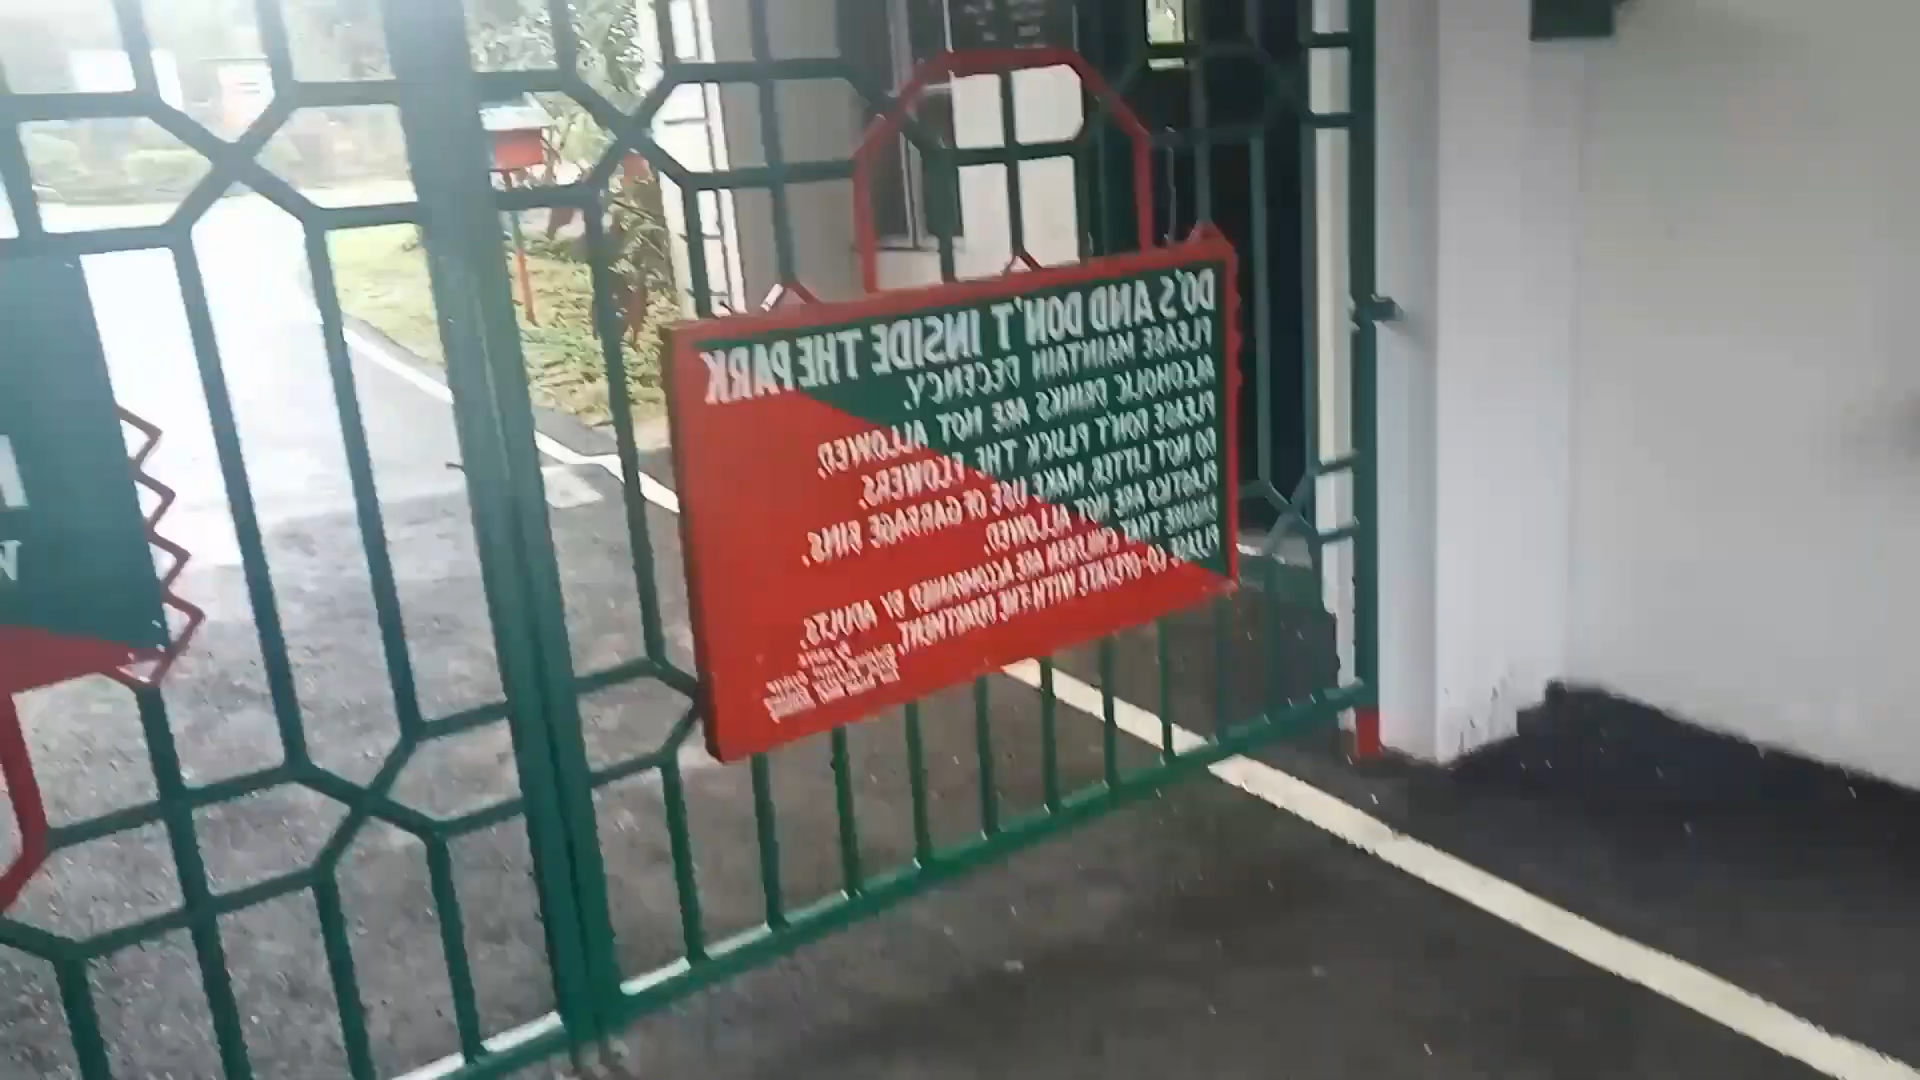 DO'S AND DON'T INSIDE THE PARK
PLEASE MAINTAIN DECENCY.
ALCOHOLIC DRINKS ARE NOT ALLOWED.
PLEASE DON'T PLUCK THE FLOWERS.
DO NOT LITTER, MAKE USE OF GARBAGE BINS.
PLASTICS ARE NOT ALLOWED.
ENSURE THAT CHILDREN ARE ACCOMPANIED BY ADULTS.
PLEASE CO-OPERATE WITH THE DEPARTMENT.